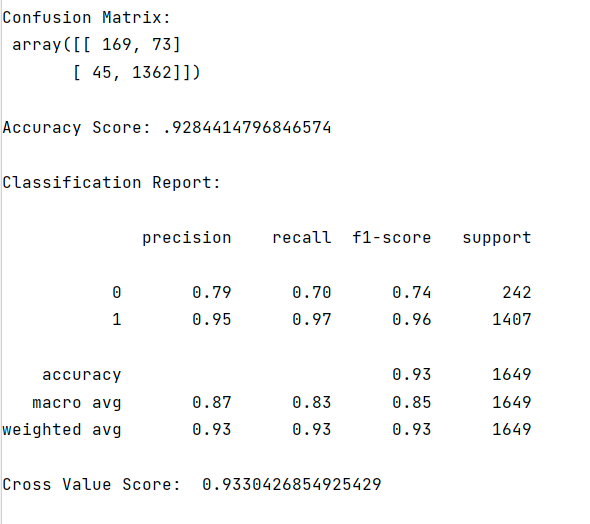 Confusion Matrix:
array([[ 169, 73]
[ 45, 1362]])
Accuracy Score: .9284414796846574
Classification Report:
precision recall f1-score support
0 0.79 0.70 0.74 242
1 0.95 0.97 0.96 1407
accuracy 0.93 1649
macro avg 0.87 0.83 0.85 1649
weighted avg 0.93 0.93 0.93 1649
Cross Value Score: 0.9330426854925429